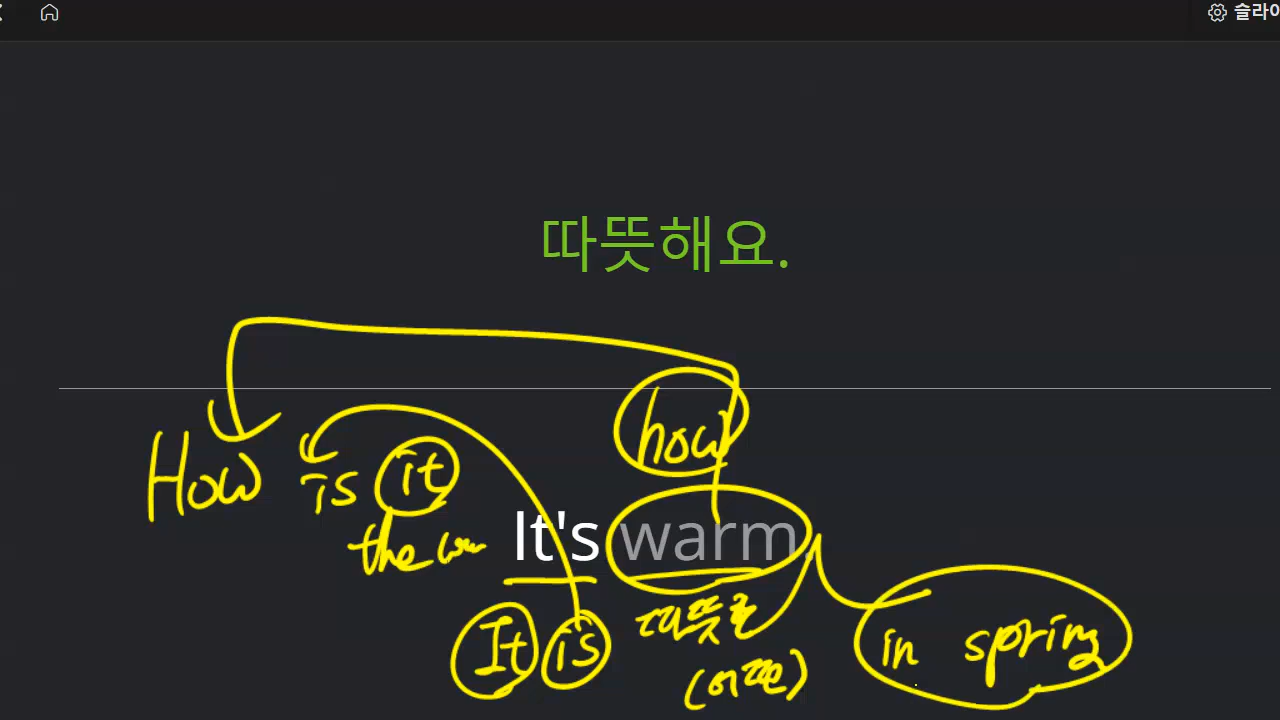 슬라이
따뜻해요.
how
How is it
the
It's warm.
It is
따뜻한
(어떤)
in spring